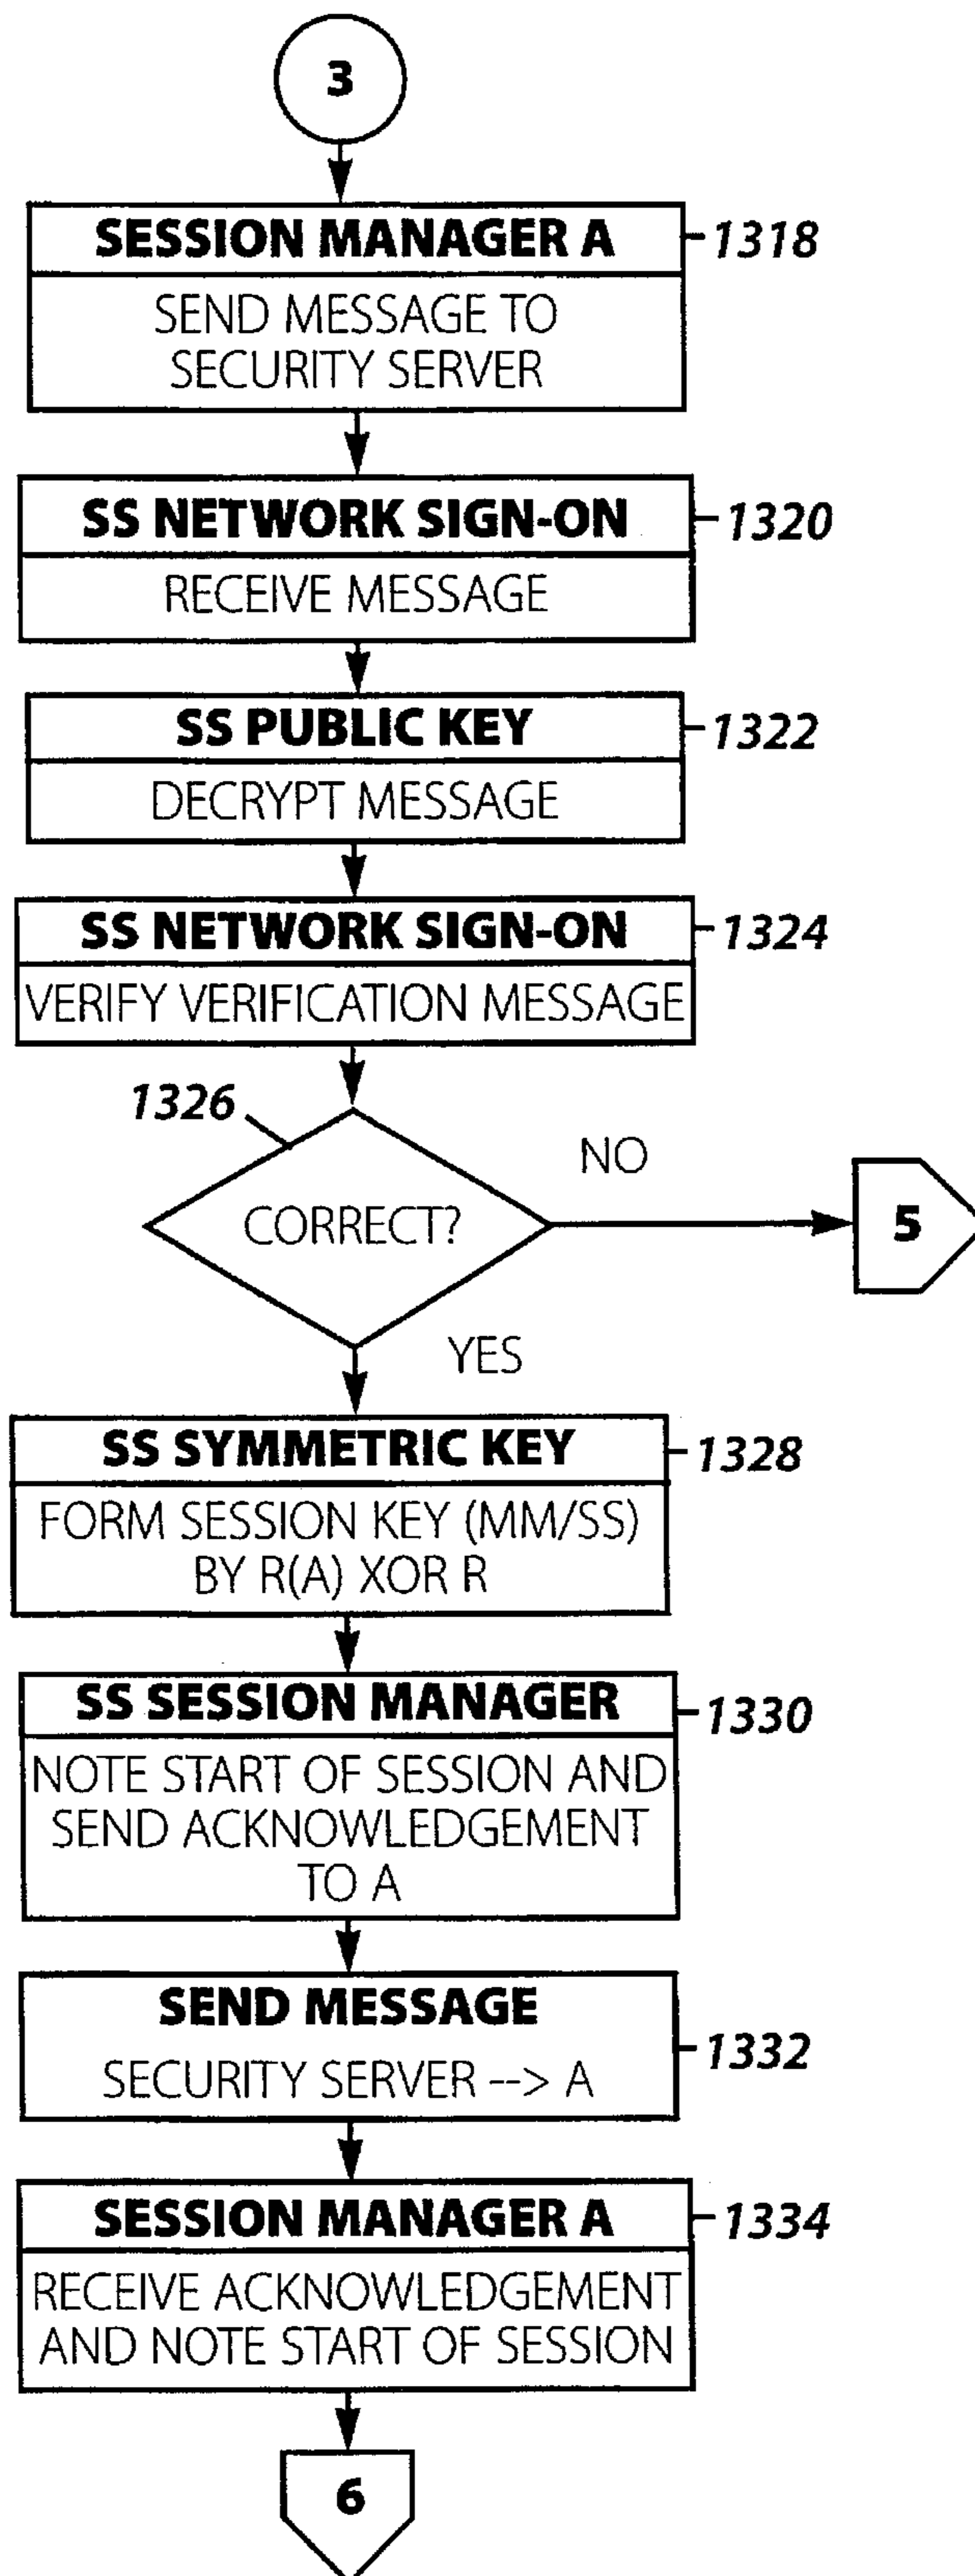 3
SESSION MANAGER A
1318
SEND MESSAGE TO
SECURITY SERVER
SS NETWORK SIGN-ON
1320
RECEIVE MESSAGE
SS PUBLIC KEY
1322
DECRYPT MESSAGE
SS NETWORK SIGN-ON
1324
VERIFY VERIFICATION MESSAGE
1326
NO
CORRECT?
5
YES
SS SYMMETRIC KEY
1328
FORM SESSION KEY (MM/SS)
BY R(A) XOR R
SS SESSION MANAGER
1330
NOTE START OF SESSION AND
SEND ACKNOWLEDGEMENT
TO A
SEND MESSAGE
1332
SECURITY SERVER --> A
SESSION MANAGER A
1334
RECEIVE ACKNOWLEDGEMENT
AND NOTE START OF SESSION
6